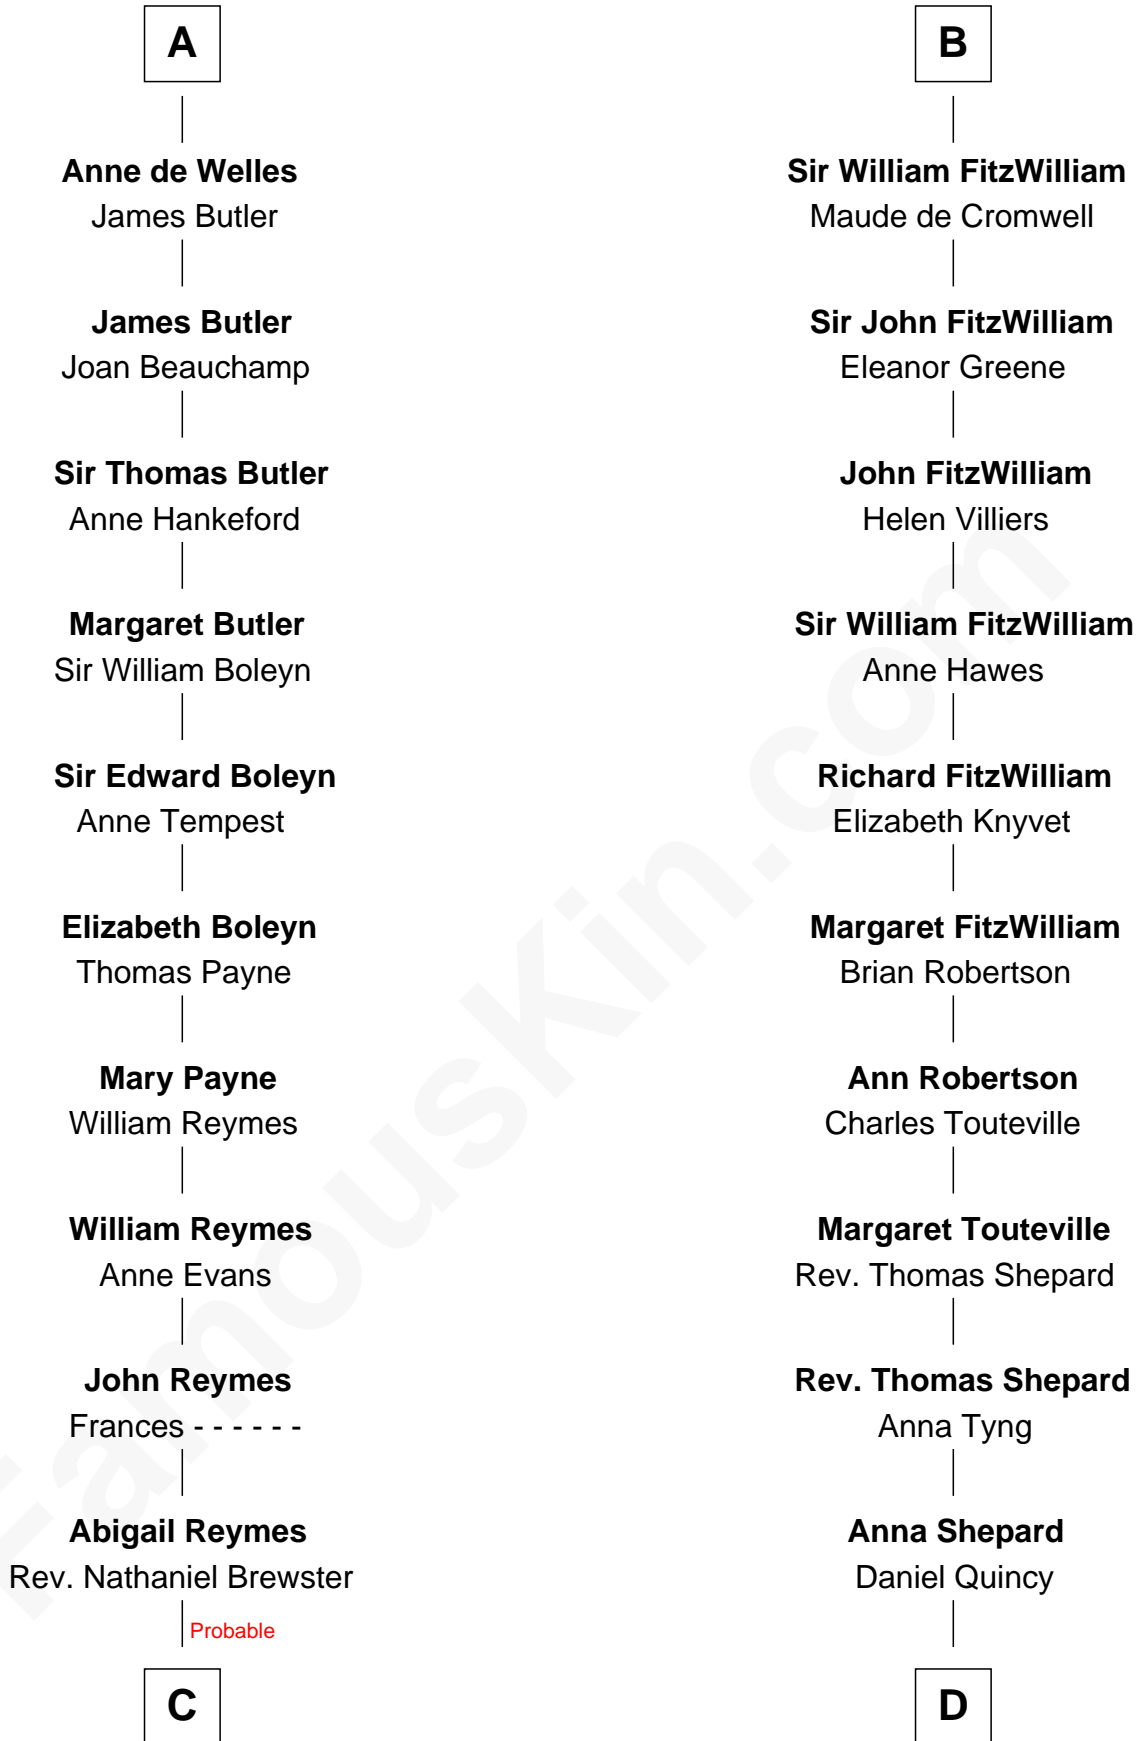 A
Anne de Welles
James Butler
James Butler
Joan Beauchamp
Sir Thomas Butler
Anne Hankeford
Margaret Butler
Sir William Boleyn
Sir Edward Boleyn
Anne Tempest
Elizabeth Boleyn
Thomas Payne
Mary Payne
William Reymes
William Reymes
Anne Evans
John Reymes
Frances - - - - - -
Abigail Reymes
Rev. Nathaniel Brewster
Probable
C
B
Sir William FitzWilliam
Maude de Cromwell
Sir John FitzWilliam
Eleanor Greene
John FitzWilliam
Helen Villiers
Sir William FitzWilliam
Anne Hawes
Richard FitzWilliam
Elizabeth Knyvet
Margaret FitzWilliam
Brian Robertson
Ann Robertson
Charles Touteville
Margaret Touteville
Rev. Thomas Shepard
Rev. Thomas Shepard
Anna Tyng
Anna Shepard
Daniel Quincy
D
FamousKin.com